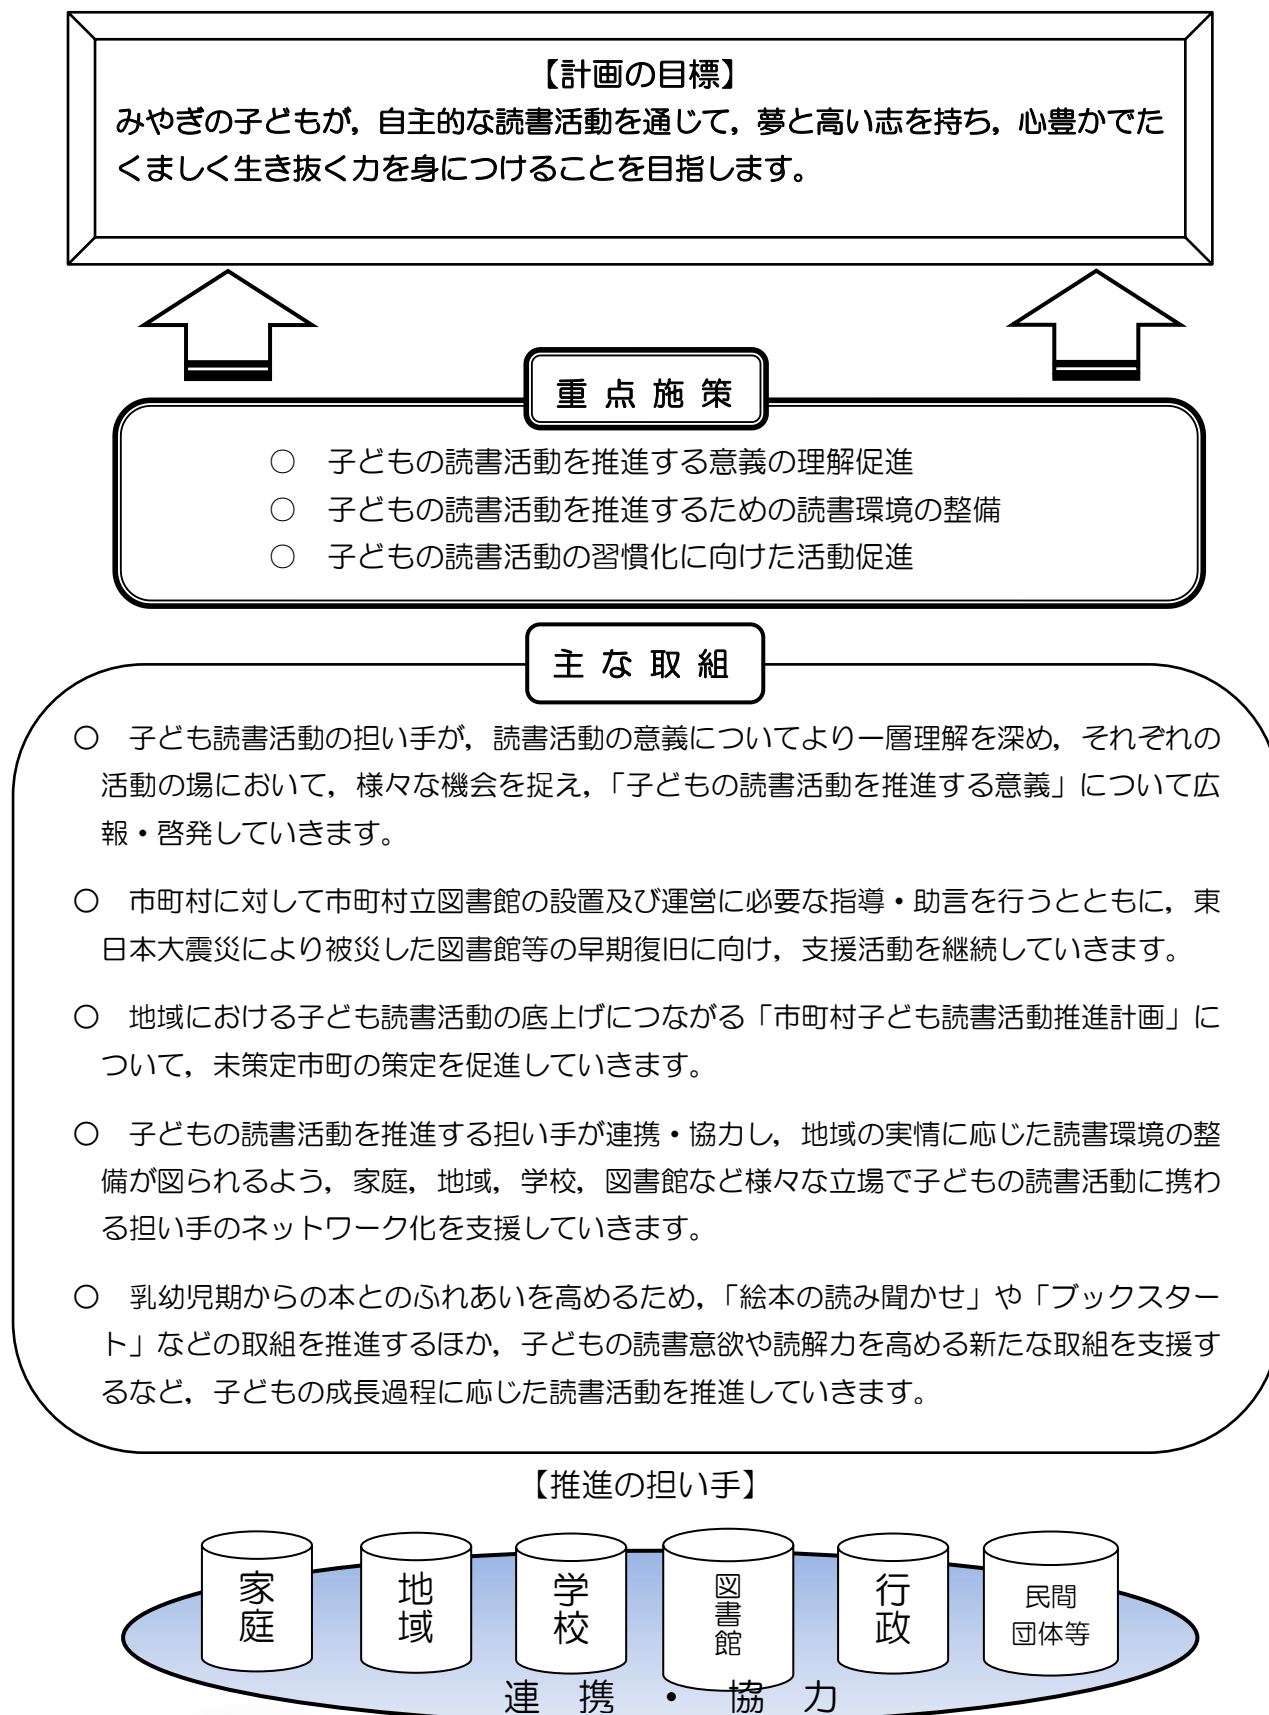 【計画の目標】
みやぎの子どもが，自主的な読書活動を通じて，夢と高い志を持ち，心豊かでた
くましく生き抜く力を身につけることを目指します。
重 点 施 策
○　子どもの読書活動を推進する意義の理解促進
○　子どもの読書活動を推進するための読書環境の整備
○　子どもの読書活動の習慣化に向けた活動促進
主 な 取 組
○　子ども読書活動の担い手が，読書活動の意義についてより一層理解を深め，それぞれの
活動の場において，様々な機会を捉え，「子どもの読書活動を推進する意義」について広
報・啓発していきます。
○　市町村に対して市町村立図書館の設置及び運営に必要な指導・助言を行うとともに，東
日本大震災により被災した図書館等の早期復旧に向け，支援活動を継続していきます。
○　地域における子ども読書活動の底上げにつながる「市町村子ども読書活動推進計画」に
ついて，未策定市町の策定を促進していきます。
○　子どもの読書活動を推進する担い手が連携・協力し，地域の実情に応じた読書環境の整
備が図られるよう，家庭，地域，学校，図書館など様々な立場で子どもの読書活動に携わ
る担い手のネットワーク化を支援していきます。
○　乳幼児期からの本とのふれあいを高めるため，「絵本の読み聞かせ」や「ブックスター
ト」などの取組を推進するほか，子どもの読書意欲や読解力を高める新たな取組を支援す
るなど，子どもの成長過程に応じた読書活動を推進していきます。
【推進の担い手】
家庭
地域
学校
図書館
行政
民間
団体等
連 携 ・ 協 力